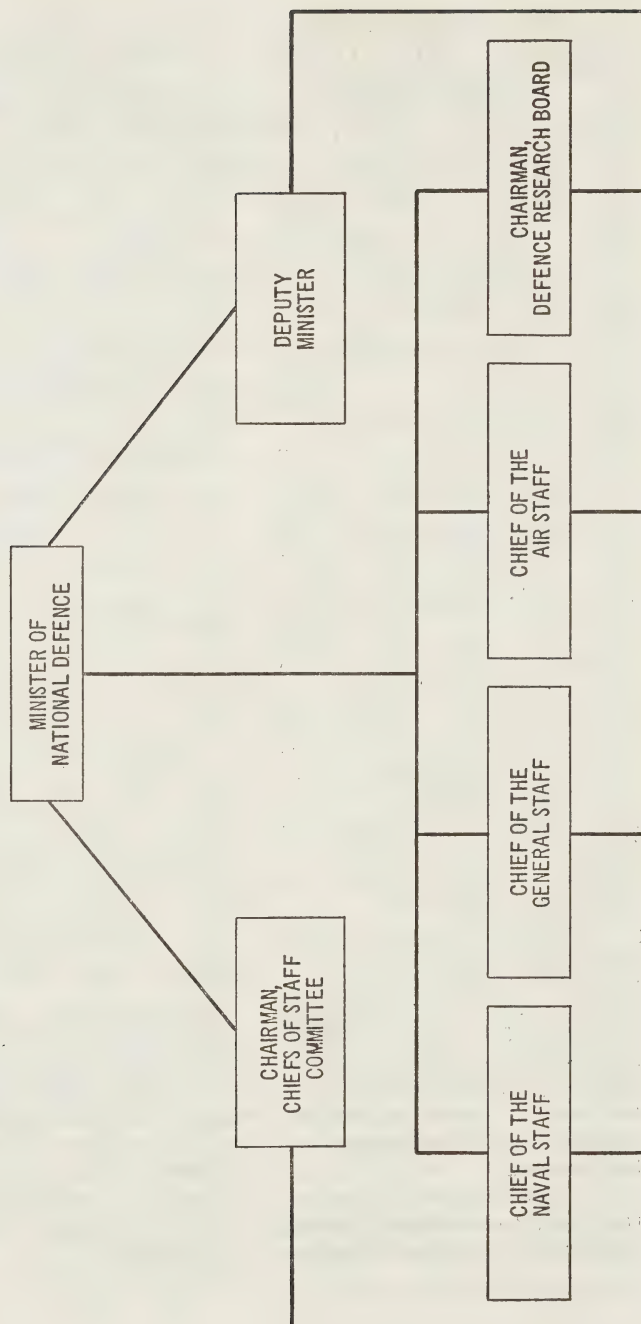 MINISTER OF
NATIONAL DEFENCE
CHAIRMAN,
CHIEFS OF STAFF
COMMITTEE
DEPUTY
MINISTER
CHIEF OF THE
NAVAL STAFF
CHIEF OF THE
GENERAL STAFF
CHIEF OF THE
AIR STAFF
CHAIRMAN,
DEFENCE RESEARCH BOARD